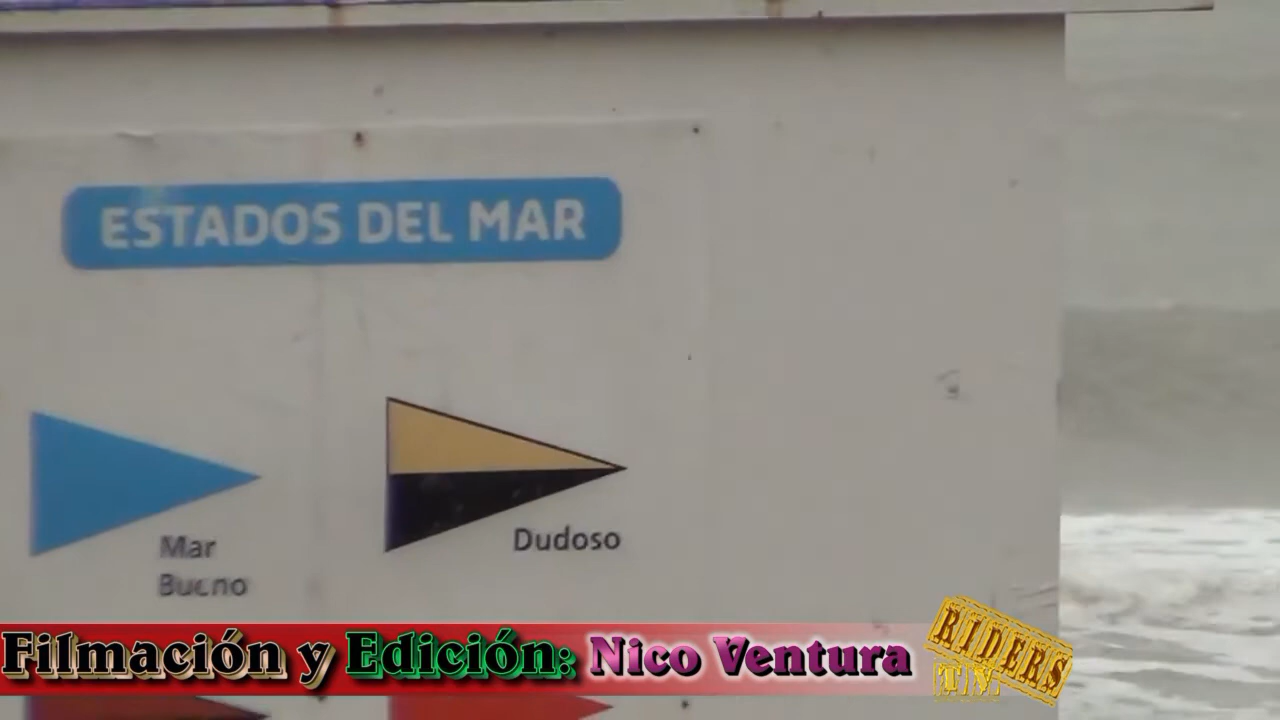 ESTADOS DEL MAR
Mar
Bueno
Dudoso
Filmación y Edición: Nico Ventura
RIDERS
TV.